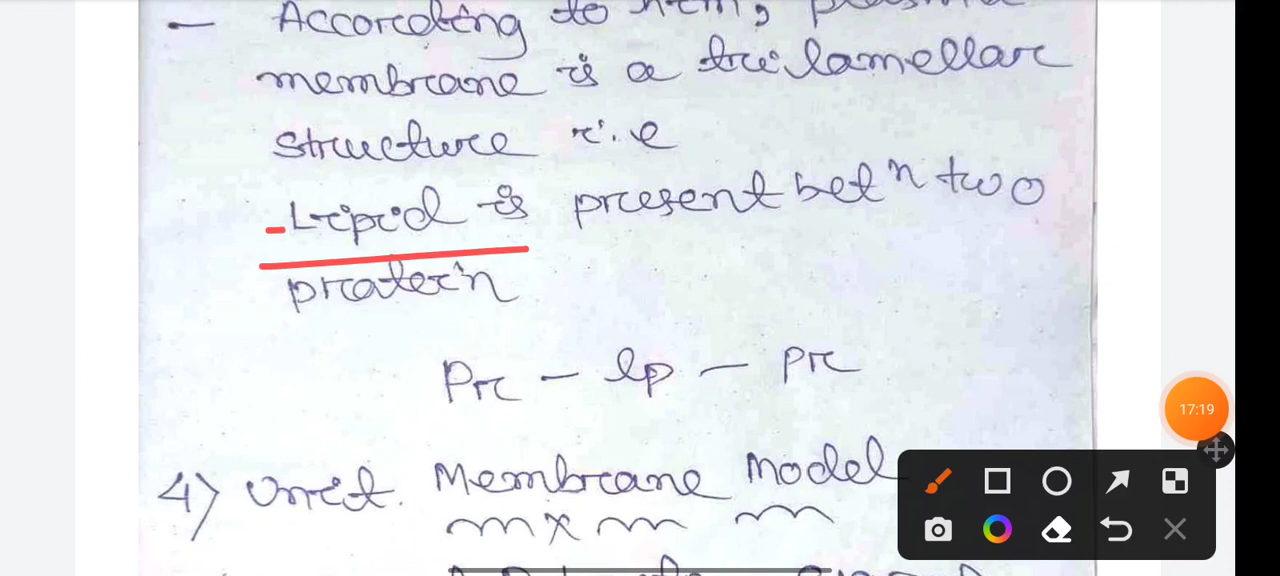 — According to him, plasma
membrane is a trilamellar
structure i.e
- Lipid is present betn two
protein
Pr — lp — Pr
4) Unit. Membrane Model
17:19